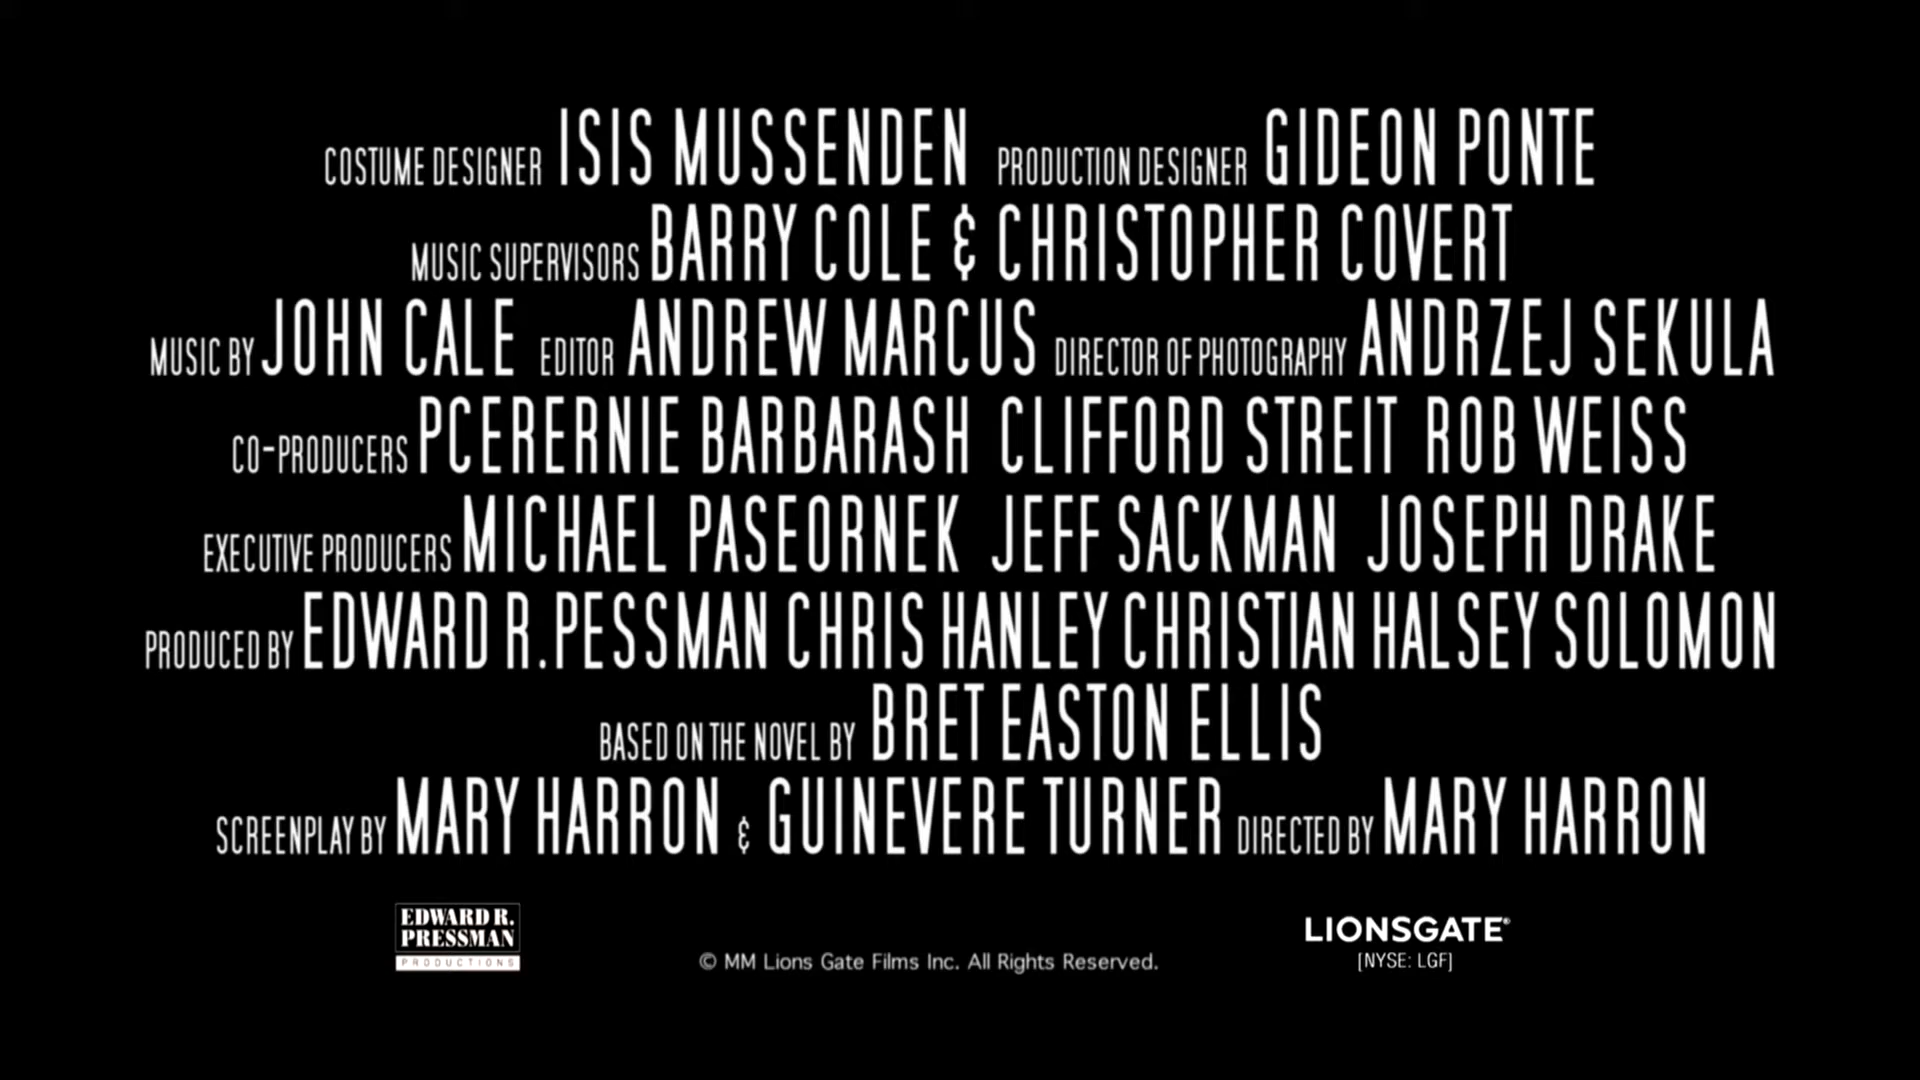 COSTUME DESIGNER ISIS MUSSENDEN PRODUCTION DESIGNER GIDEON PONTE
MUSIC SUPERVISORS BARRY COLE & CHRISTOPHER COVERT
MUSIC BY JOHN CALE EDITOR ANDREW MARCUS DIRECTOR OF PHOTOGRAPHY ANDRZEJ SEKULA
CO-PRODUCERS PCERERNIE BARBARASH CLIFFORD STREIT ROB WEISS
EXECUTIVE PRODUCERS MICHAEL PASEORNEK JEFF SACKMAN JOSEPH DRAKE
PRODUCED BY EDWARD R. PESSMAN CHRIS HANLEY CHRISTIAN HALSEY SOLOMON
BASED ON THE NOVEL BY BRET EASTON ELLIS
SCREENPLAY BY MARY HARRON & GUINEVERE TURNER DIRECTED BY MARY HARRON
EDWARD R.
PRESSMAN
PRODUCTIONS
© MM Lions Gate Films Inc. All Rights Reserved.
LIONSGATE®
[NYSE: LGF]